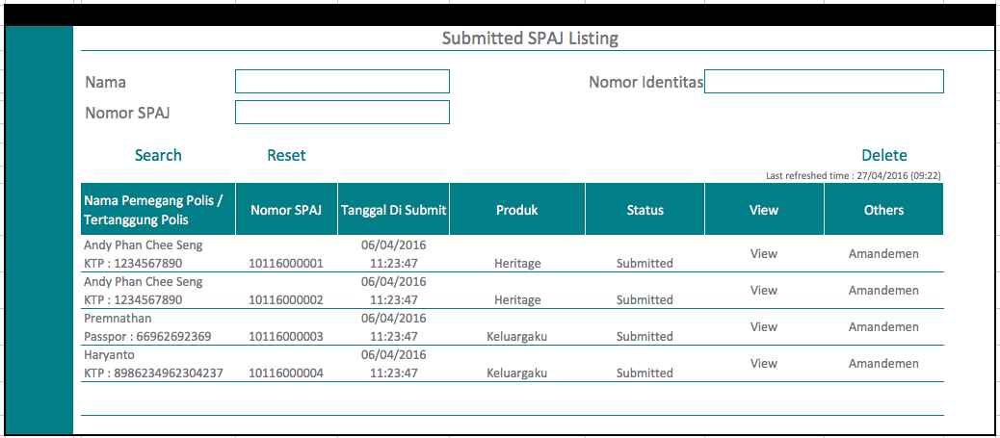 Submitted SPAJ Listing
Nama
Nomor Identitas
Nomor SPAJ
Search Reset Delete
Last refreshed time : 27/04/2016 (09:22)
Nama Pemegang Polis /
Tertanggung Polis
Nomor SPAJ Tanggal Di Submit Produk Status View Others
Andy Phan Chee Seng 06/04/2016
KTP : 1234567890 10116000001 11:23:47 Heritage Submitted View Amandemen
Andy Phan Chee Seng 06/04/2016
KTP : 1234567890 10116000002 11:23:47 Heritage Submitted View Amandemen
Premnathan 06/04/2016
Passpor : 66962692369 10116000003 11:23:47 Keluargaku Submitted View Amandemen
Haryanto 06/04/2016
KTP : 8986234962304237 10116000004 11:23:47 Keluargaku Submitted View Amandemen